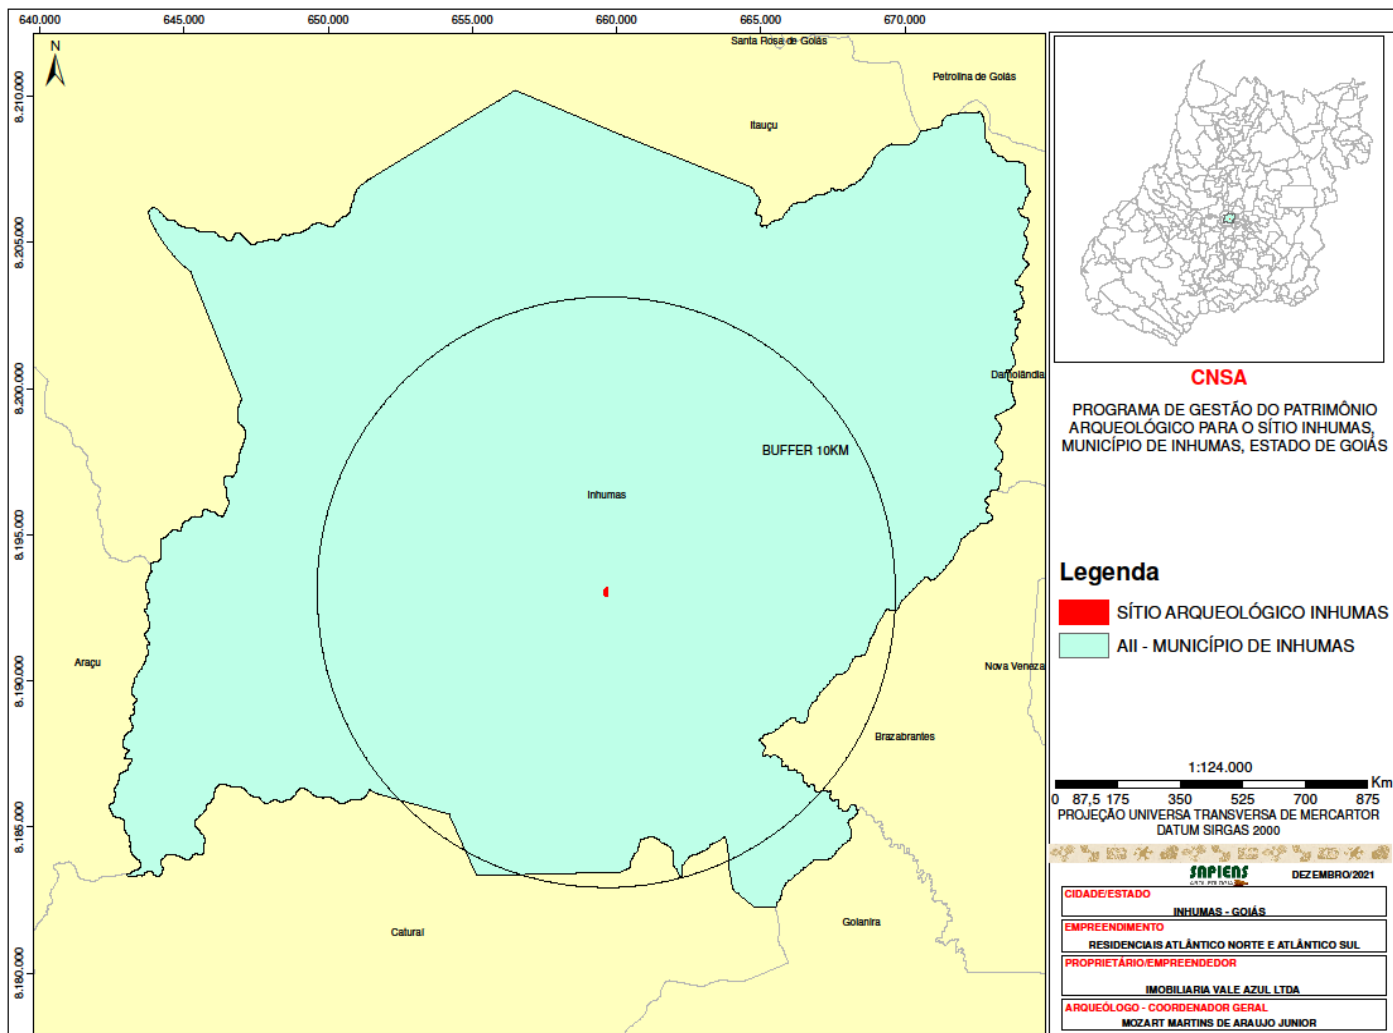 640.000 645.000 650.000 655.000 660.000 665.000 670.000
N
8.210.000
8.205.000
8.200.000
8.195.000
8.190.000
8.185.000
8.180.000
Santa Rosa de Goiás
Petrolina de Goiás
Itauçu
Damolândia
BUFFER 10KM
Inhumas
Araçu
Nova Veneza
Brazabrantes
Goianira
Caturaí
CNSA
PROGRAMA DE GESTÃO DO PATRIMÔNIO
ARQUEOLÓGICO PARA O SÍTIO INHUMAS,
MUNICÍPIO DE INHUMAS, ESTADO DE GOIÁS
Legenda
SÍTIO ARQUEOLÓGICO INHUMAS
AII - MUNICÍPIO DE INHUMAS
1:124.000
Km
0 87,5 175 350 525 700 875
PROJEÇÃO UNIVERSA TRANSVERSA DE MERCARTOR
DATUM SIRGAS 2000
SAPIENS
DEZEMBRO/2021
CIDADE/ESTADO
INHUMAS - GOIÁS
EMPREENDIMENTO
RESIDENCIAIS ATLÂNTICO NORTE E ATLÂNTICO SUL
PROPRIETÁRIO/EMPREENDEDOR
IMOBILIARIA VALE AZUL LTDA
ARQUEÓLOGO - COORDENADOR GERAL
MOZART MARTINS DE ARAUJO JUNIOR